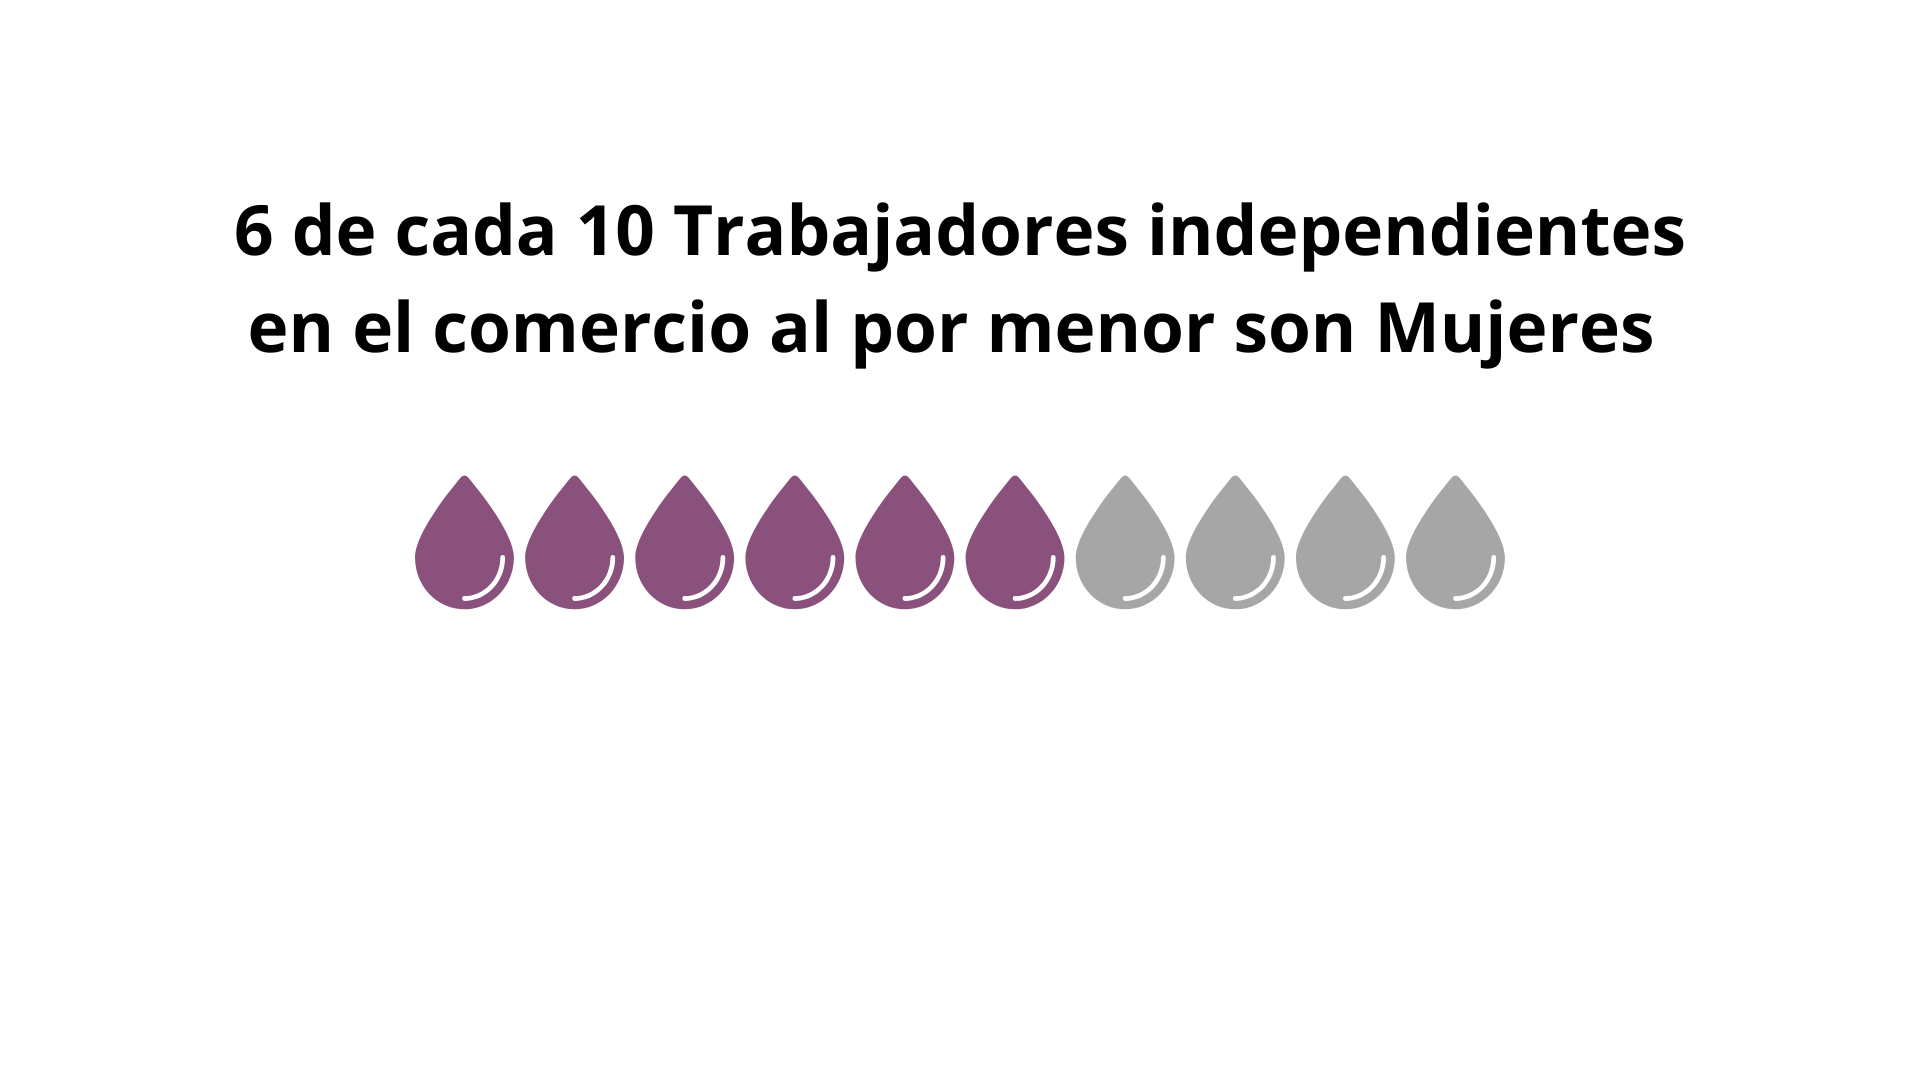 6 de cada 10 Trabajadores independientes
en el comercio al por menor son Mujeres